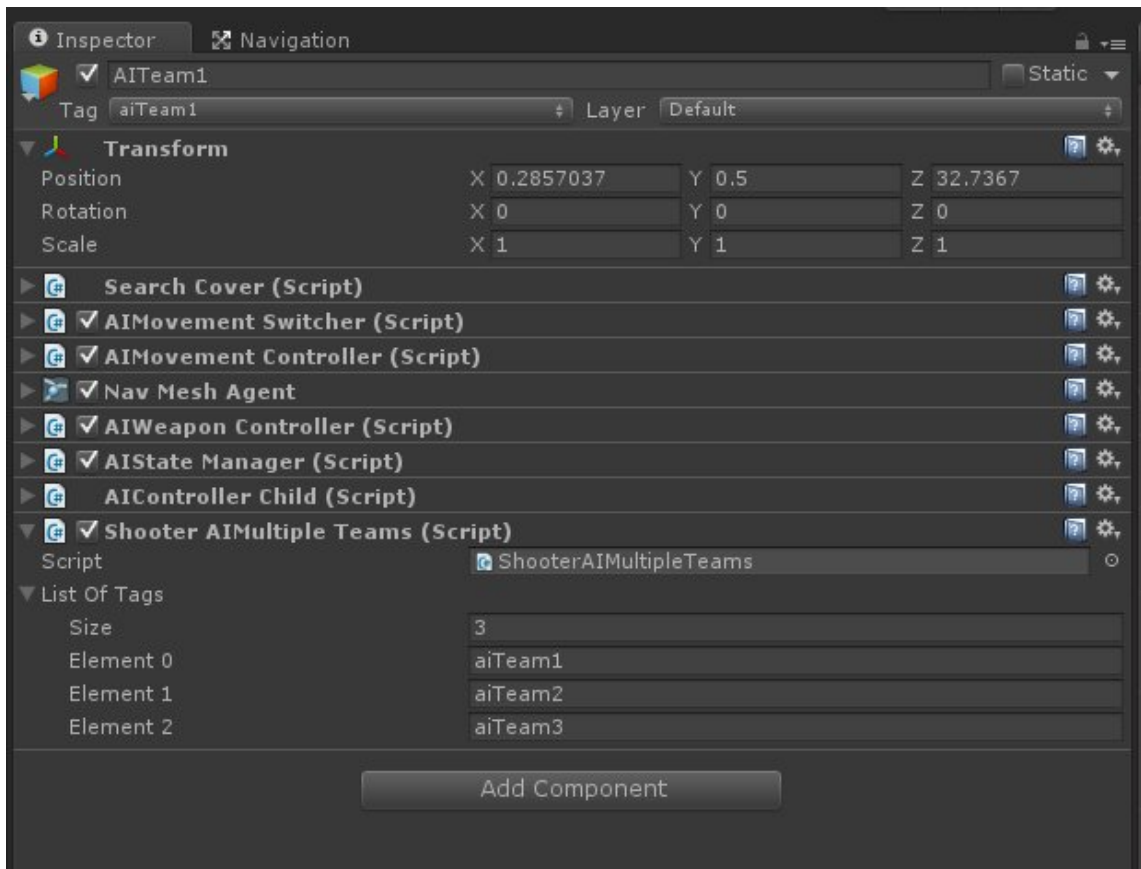 Inspector Navigation
AITeam1 Static
Tag aiTeam1 Layer Default
Transform
Position X 0.2857037 Y 0.5 Z 32.7367
Rotation X 0 Y 0 Z 0
Scale X 1 Y 1 Z 1
Search Cover (Script)
AIMovement Switcher (Script)
AIMovement Controller (Script)
Nav Mesh Agent
AIWeapon Controller (Script)
AIState Manager (Script)
AIController Child (Script)
Shooter AIMultiple Teams (Script)
Script ShooterAIMultipleTeams
List Of Tags
Size 3
Element 0 aiTeam1
Element 1 aiTeam2
Element 2 aiTeam3
Add Component